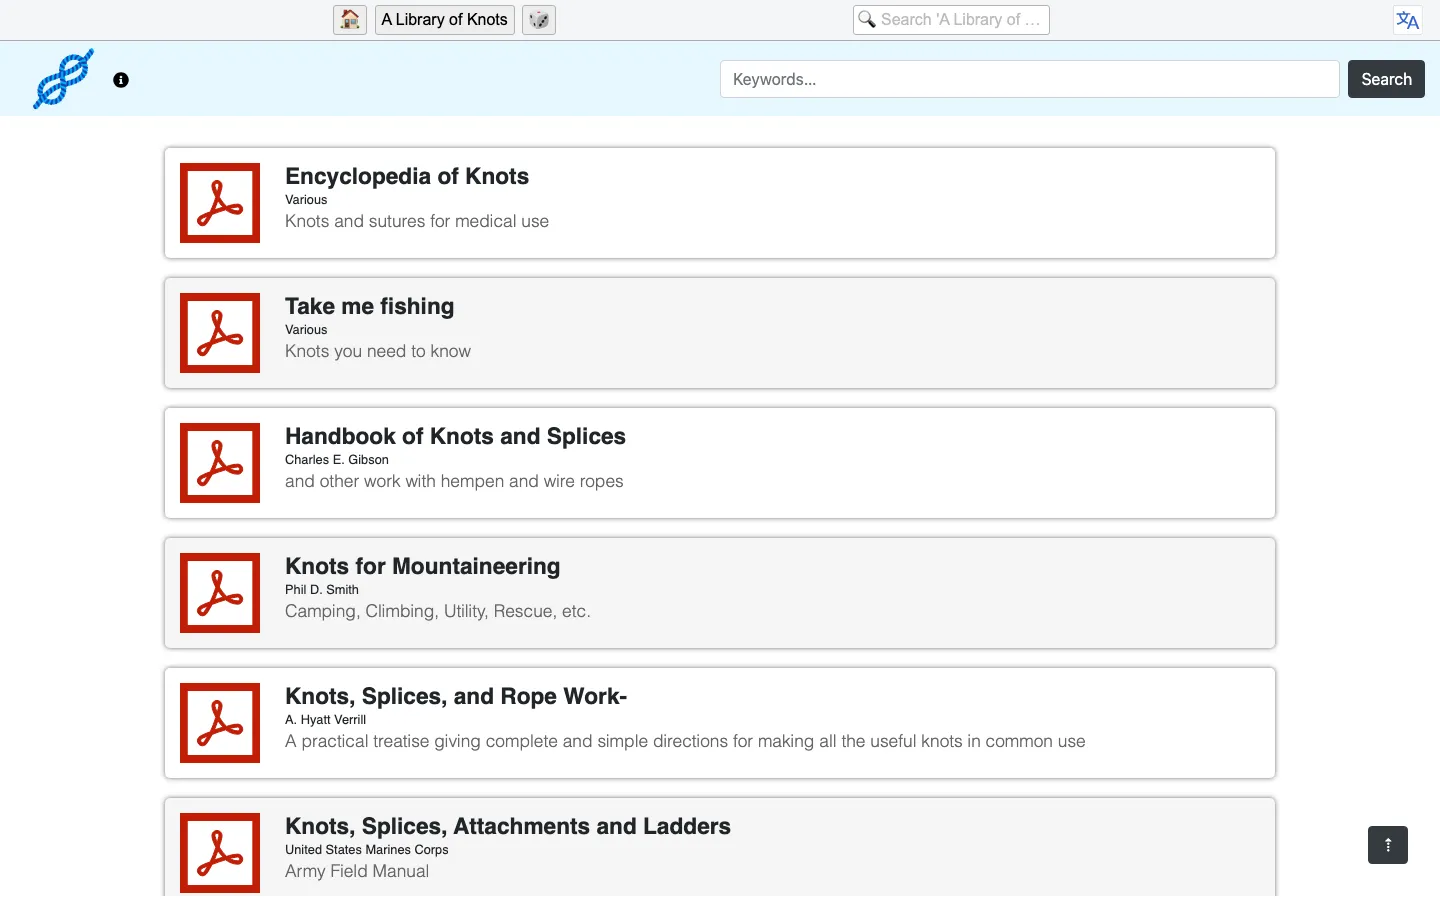 A Library of Knots
Search 'A Library of ...
Keywords...
Search
Encyclopedia of Knots
Various
Knots and sutures for medical use
Take me fishing
Various
Knots you need to know
Handbook of Knots and Splices
Charles E. Gibson
and other work with hempen and wire ropes
Knots for Mountaineering
Phil D. Smith
Camping, Climbing, Utility, Rescue, etc.
Knots, Splices, and Rope Work-
A. Hyatt Verrill
A practical treatise giving complete and simple directions for making all the useful knots in common use
Knots, Splices, Attachments and Ladders
United States Marines Corps
Army Field Manual